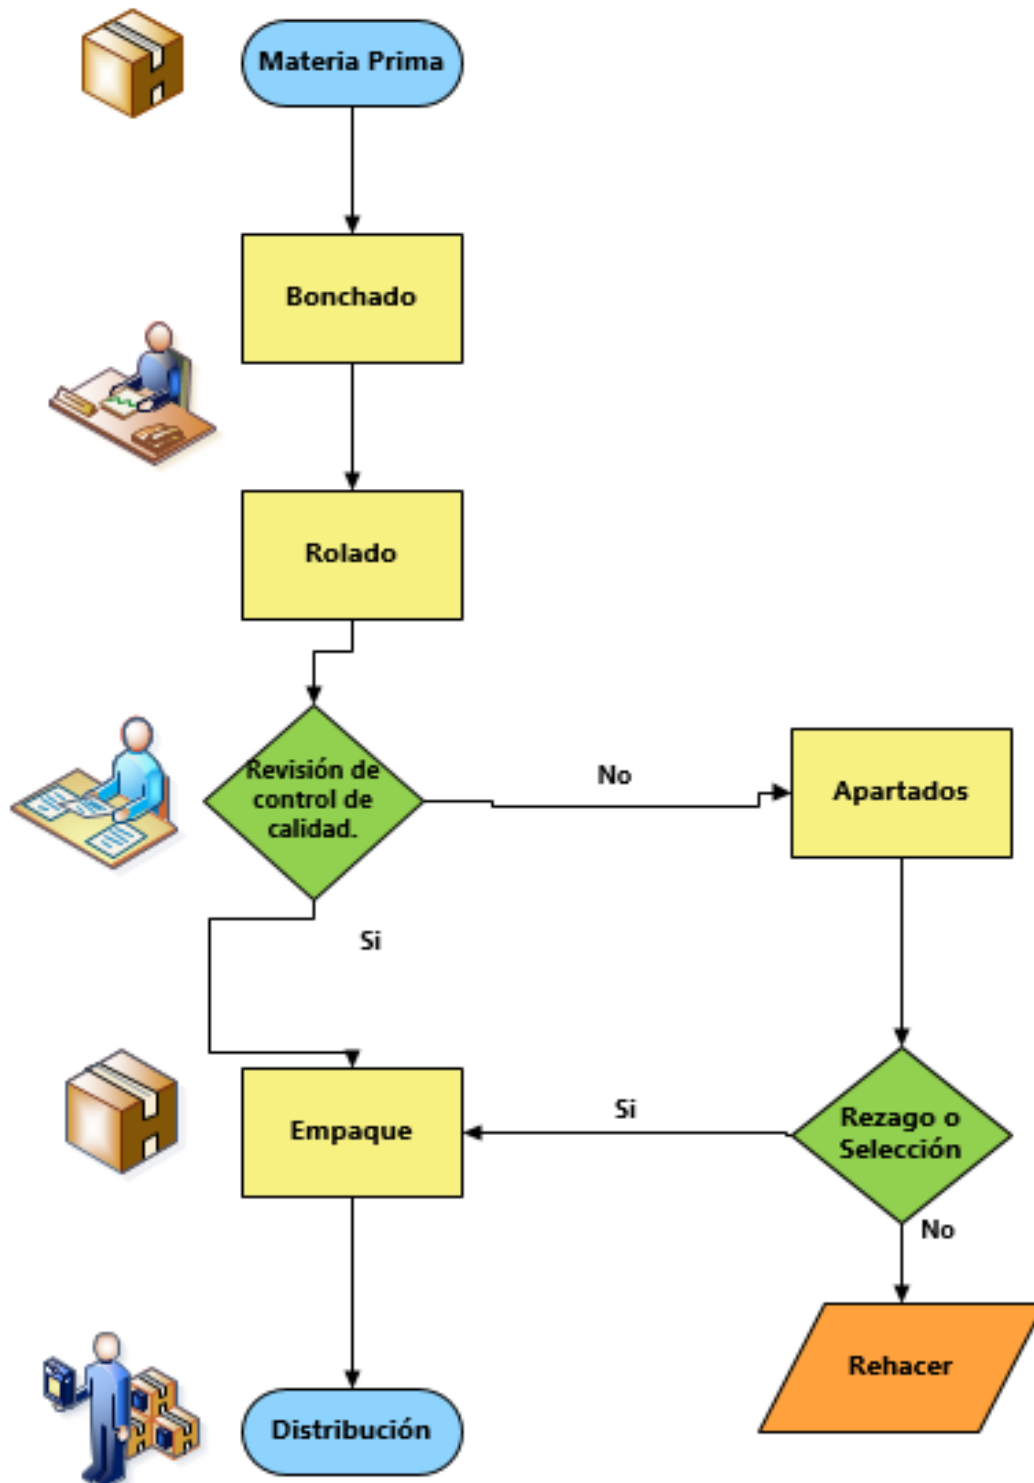 Materia Prima
Bonchado
Rolado
Revisión de
control de
calidad.
No
Apartados
Si
Empaque
Si
Rezago o
Selección
No
Rehacer
Distribución